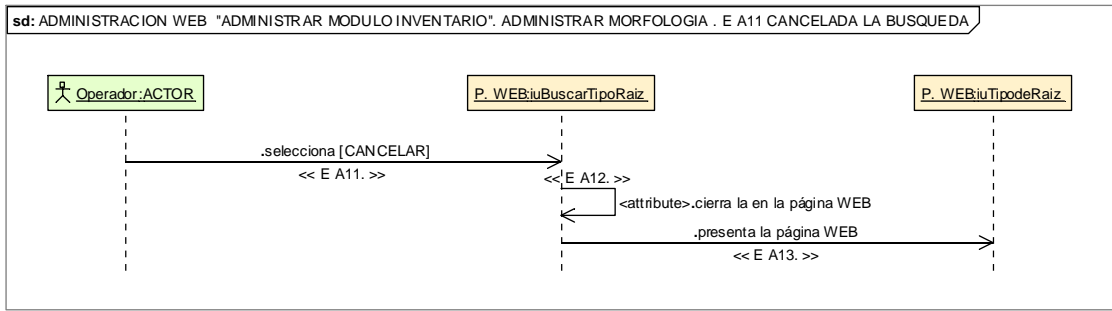 sd: ADMINISTRACION WEB "ADMINISTRAR MODULO INVENTARIO". ADMINISTRAR MORFOLOGIA . E A11 CANCELADA LA BUSQUEDA
Operador:ACTOR
P. WEB:iuBuscarTipoRaiz
P. WEB:iuTipodeRaiz
.selecciona [CANCELAR]
<< E A11. >>
<< E A12. >>
<attribute>.cierra la en la página WEB
.presenta la página WEB
<< E A13. >>